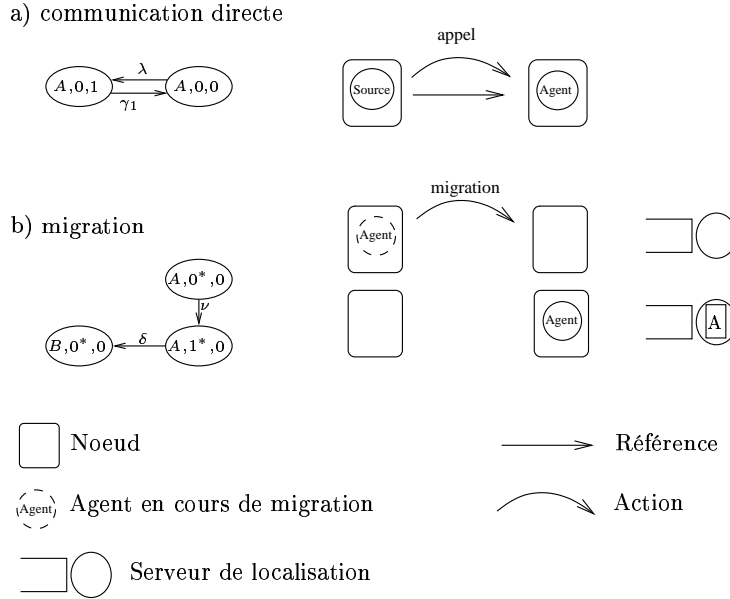 a) communication directe
appel
A,0,1 λ A,0,0
γ1
Source Agent
migration
b) migration
Agent
A,0*,0
ν
Agent A
B,0*,0 δ A,1*,0
Noeud Référence
Agent Agent en cours de migration Action
Serveur de localisation